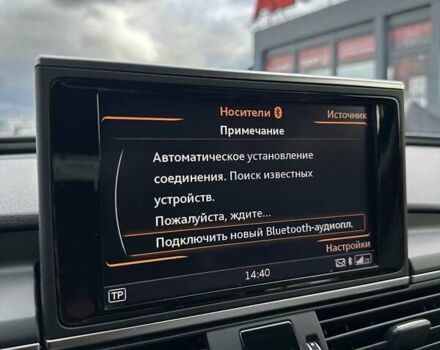 Носители
Источник
Примечание
Автоматическое установление
соединения. Поиск известных
устройств.
Пожалуйста, ждите...
Подключить новый Bluetooth-аудиопл.
Настройки
14:40
TP